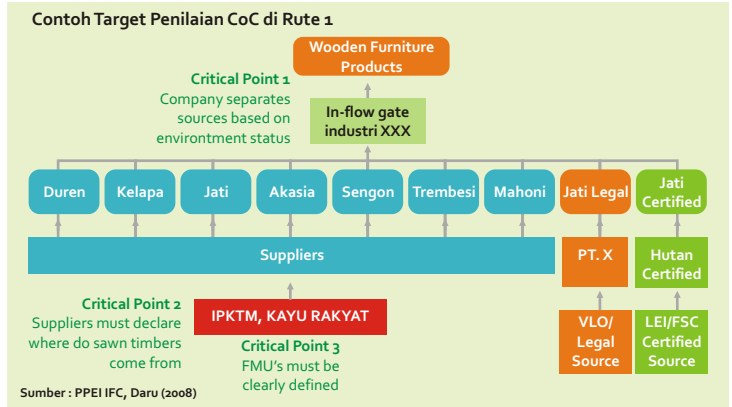 Contoh Target Penilaian CoC di Rute 1
Wooden Furniture
Products
Critical Point 1
Company separates
sources based on
environtment status
In-flow gate
industri XXX
Duren
Kelapa
Jati
Akasia
Sengon
Trembesi
Mahoni
Jati Legal
Jati
Certified
Suppliers
PT. X
Hutan
Certified
Critical Point 2
Suppliers must declare
where do sawn timbers
come from
IPKTM, KAYU RAKYAT
Critical Point 3
FMU's must be
clearly defined
VLO/
Legal
Source
LEI/FSC
Certified
Source
Sumber : PPEI IFC, Daru (2008)